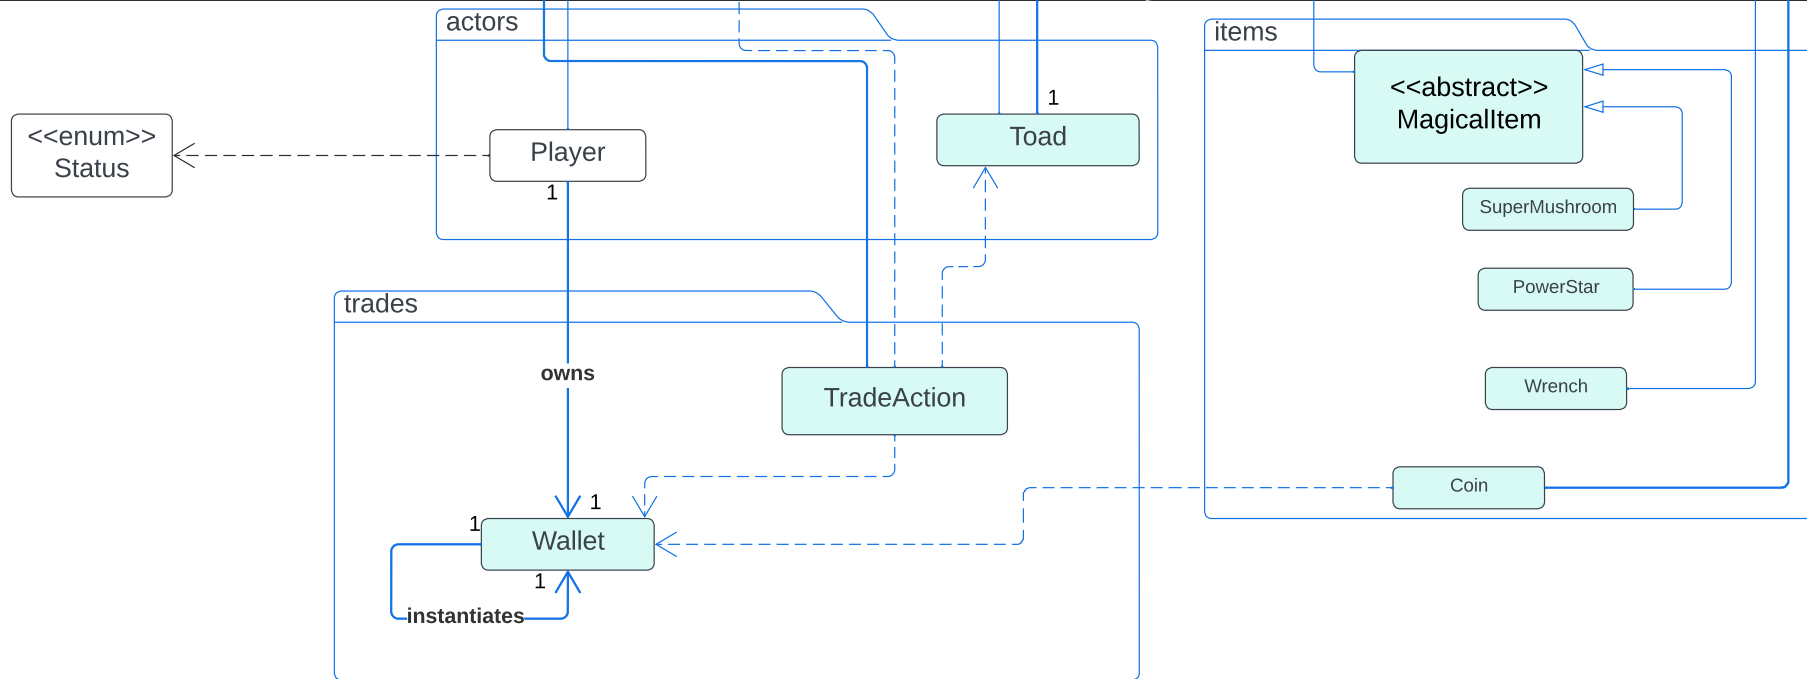 actors
items
<<enum>>
Status
Player
1
1
Toad
<<abstract>>
MagicalItem
SuperMushroom
PowerStar
Wrench
Coin
trades
owns
TradeAction
1
1
Wallet
1
instantiates